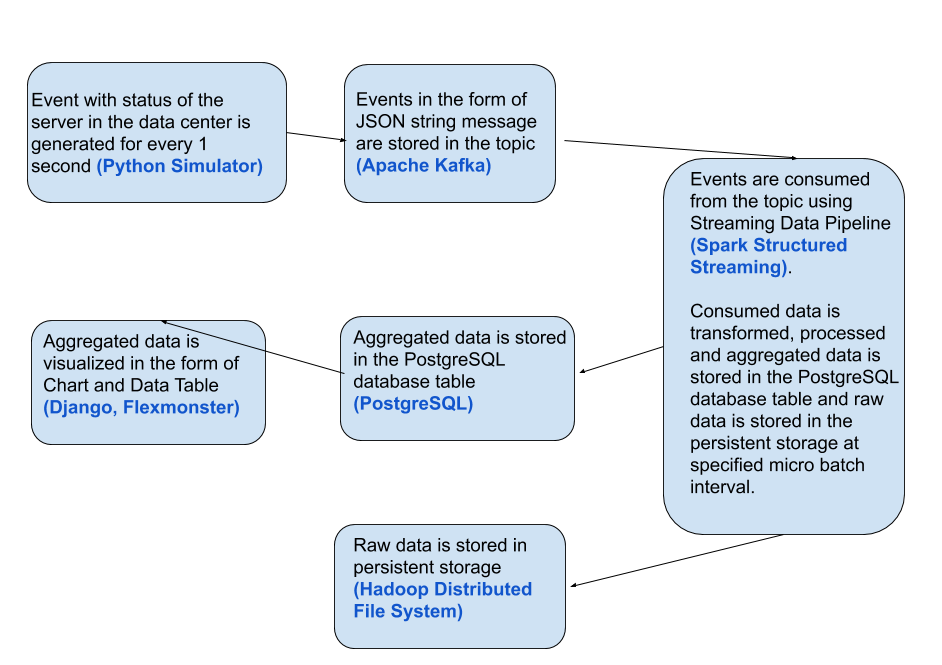 Event with status of the
server in the data center is
generated for every 1
second (Python Simulator)
Events in the form of
JSON string message
are stored in the topic
(Apache Kafka)
Events are consumed
from the topic using
Streaming Data Pipeline
(Spark Structured
Streaming).
Consumed data is
transformed, processed
and aggregated data is
stored in the PostgreSQL
database table and raw
data is stored in the
persistent storage at
specified micro batch
interval.
Aggregated data is stored
in the PostgreSQL
database table
(PostgreSQL)
Aggregated data is
visualized in the form of
Chart and Data Table
(Django, Flexmonster)
Raw data is stored in
persistent storage
(Hadoop Distributed
File System)